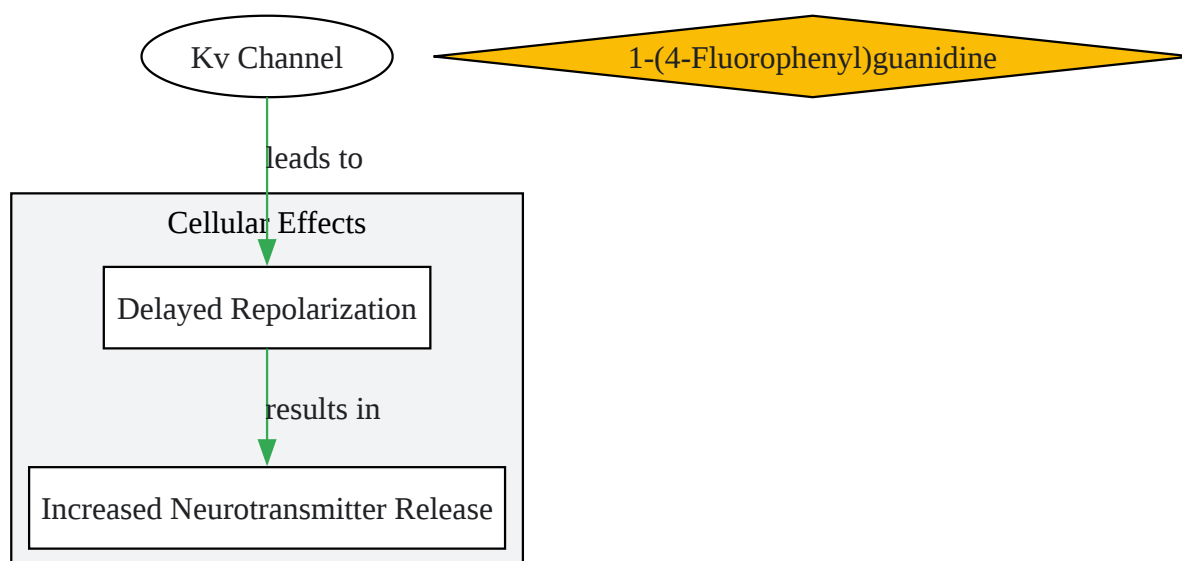 Kv Channel
1-(4-Fluorophenyl)guanidine
leads to
Cellular Effects
Delayed Repolarization
results in
Increased Neurotransmitter Release